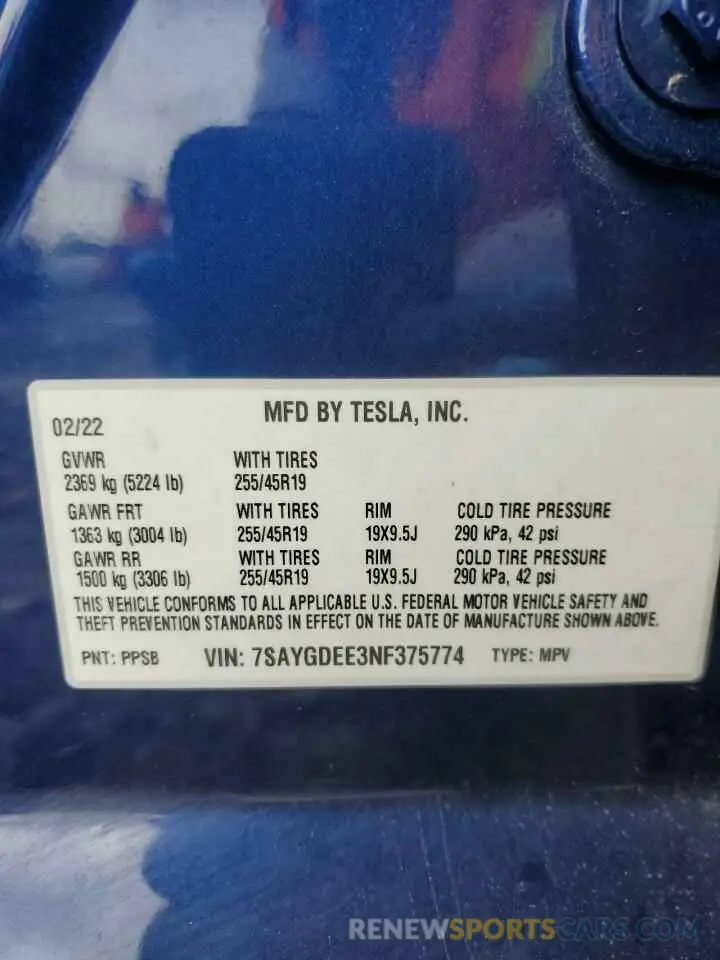 MFD BY TESLA, INC.
02/22
GVWR WITH TIRES
2369 kg (5224 lb) 255/45R19
GAWR FRT WITH TIRES RIM COLD TIRE PRESSURE
1363 kg (3004 lb) 255/45R19 19X9.5J 290 kPa, 42 psi
GAWR RR WITH TIRES RIM COLD TIRE PRESSURE
1500 kg (3306 lb) 255/45R19 19X9.5J 290 kPa, 42 psi
THIS VEHICLE CONFORMS TO ALL APPLICABLE U.S. FEDERAL MOTOR VEHICLE SAFETY AND
THEFT PREVENTION STANDARDS IN EFFECT ON THE DATE OF MANUFACTURE SHOWN ABOVE.
PNT: PPSB VIN: 7SAYGDEE3NF375774 TYPE: MPV
RENEWSPORTSCARS.COM